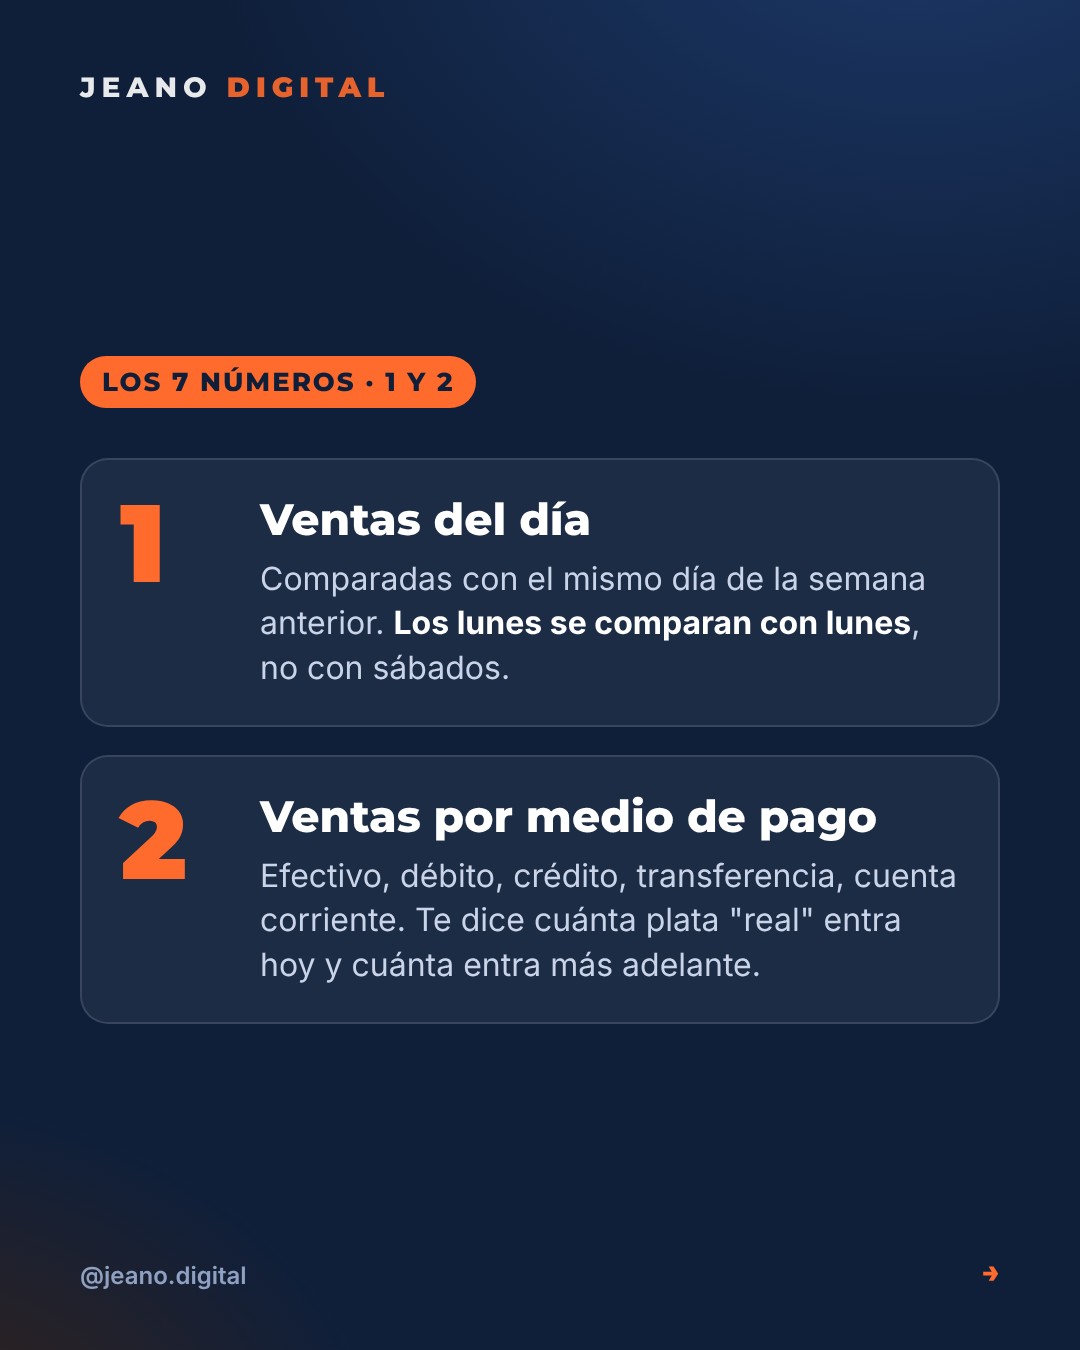 JEANO DIGITAL
LOS 7 NÚMEROS · 1 Y 2
1
Ventas del día
Comparadas con el mismo día de la semana
anterior. Los lunes se comparan con lunes,
no con sábados.
2
Ventas por medio de pago
Efectivo, débito, crédito, transferencia, cuenta
corriente. Te dice cuánta plata "real" entra
hoy y cuánta entra más adelante.
@jeano.digital